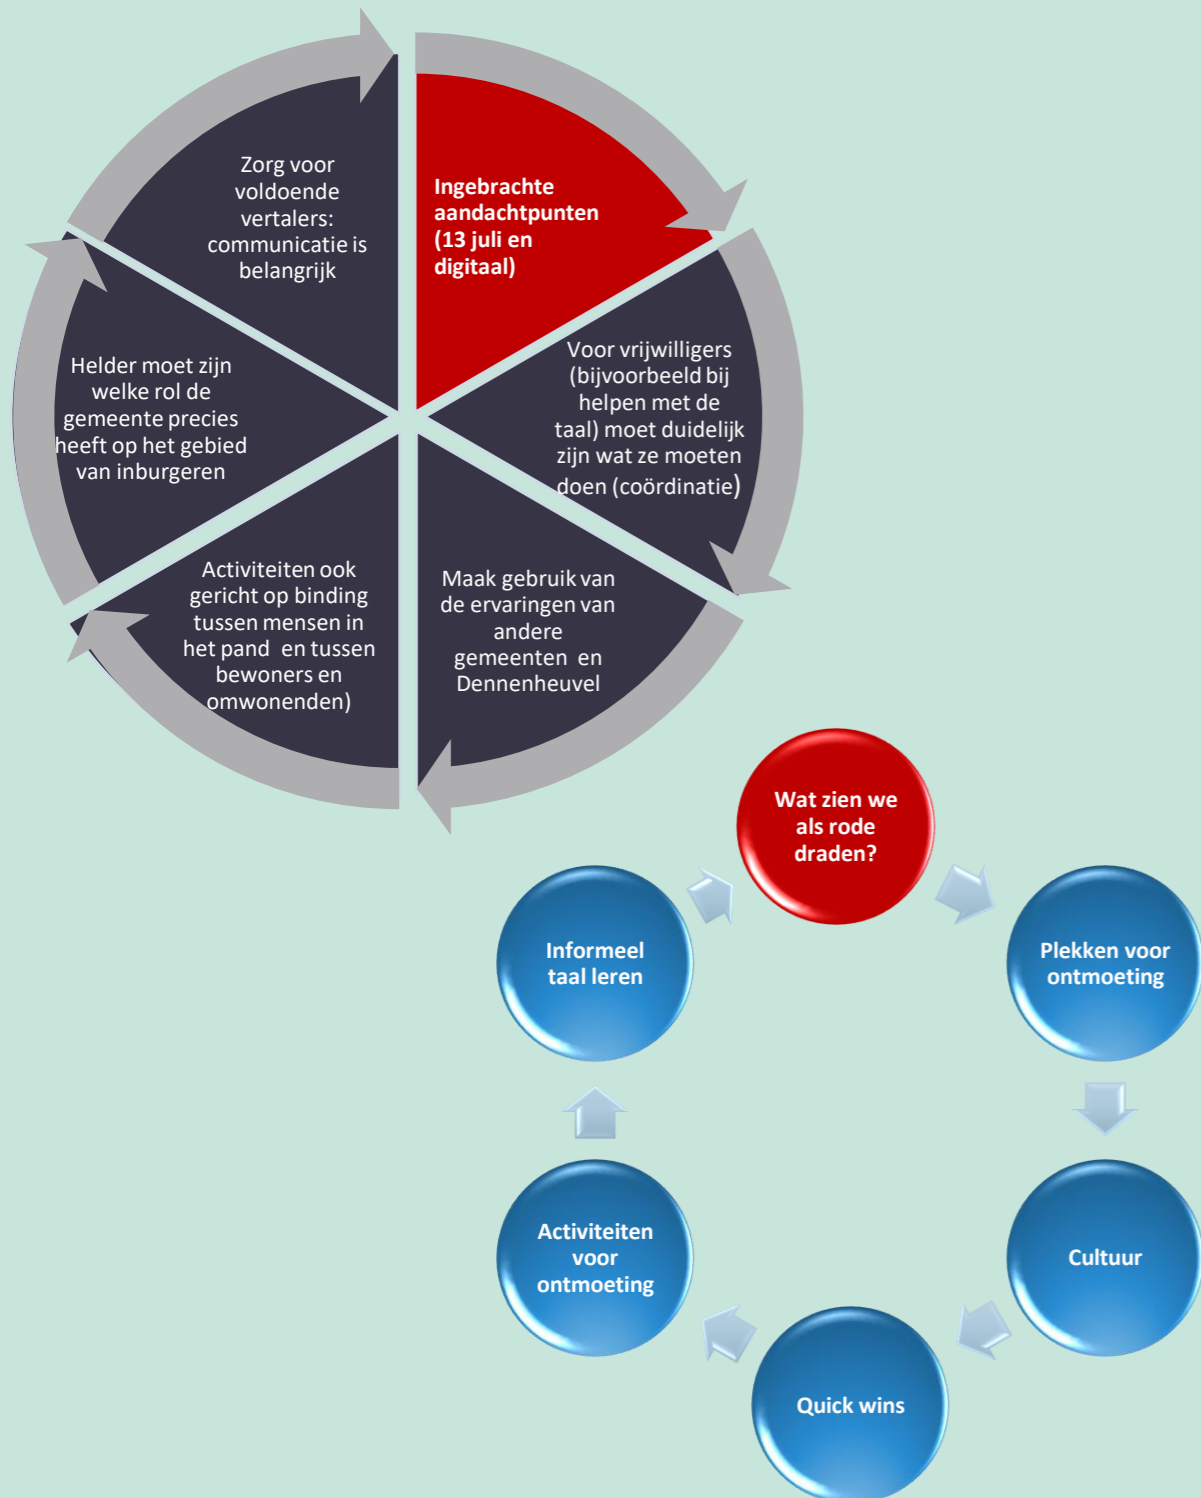 Ingebrachte
aandachtpunten
(13 juli en
digitaal)
Voor vrijwilligers
(bijvoorbeeld bij
helpen met de
taal) moet duidelijk
zijn wat ze moeten
doen (coördinatie)
Maak gebruik van
de ervaringen van
andere
gemeenten en
Dennenheuvel
Activiteiten ook
gericht op binding
tussen mensen in
het pand en tussen
bewoners en
omwonenden)
Helder moet zijn
welke rol de
gemeente precies
heeft op het gebied
van inburgeren
Zorg voor
voldoende
vertalers:
communicatie is
belangrijk
Wat zien we
als rode
draden?
Plekken voor
ontmoeting
Cultuur
Quick wins
Activiteiten
voor
ontmoeting
Informeel
taal leren